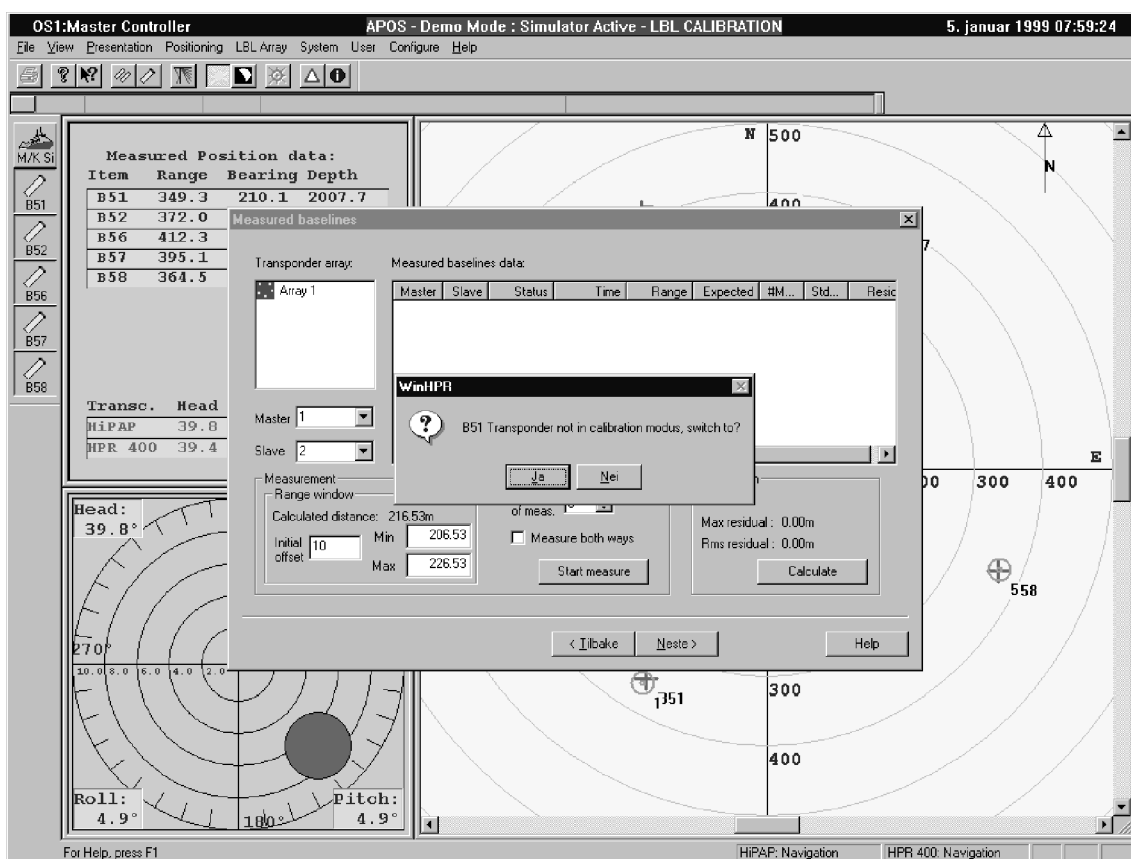 OS1:Master Controller APOS - Demo Mode : Simulator Active - LBL CALIBRATION 5. januar 1999 07:59:24
File View Presentation Positioning LBL Array System User Configure Help
M/K Si
B51
B52
B56
B57
B58
Measured Position data:
Item Range Bearing Depth
B51 349.3 210.1 2007.7
B52 372.0
B56 412.3
B57 395.1
B58 364.5
Transc. Head
HiPAP 39.8
HPR 400 39.4
Head:
39.8°
270°
10.0 8.0 6.0 4.0 2.0
180°
Roll:
4.9°
Pitch:
4.9°
N 500
N
400
7
E
300 400
558
1 351
300
400
Measured baselines
Transponder array:
Array 1
Measured baselines data:
Master Slave Status Time Range Expected #M... Std... Resic
Master 1
Slave 2
WinHPR
B51 Transponder not in calibration modus, switch to?
Ja Nei
Measurement
Range window
Calculated distance: 216.53m
Initial offset 10
Min 206.53
Max 226.53
of meas.
Measure both ways
Start measure
Max residual : 0.00m
Rms residual : 0.00m
Calculate
< Tilbake Neste > Help
For Help, press F1
HiPAP: Navigation HPR 400: Navigation